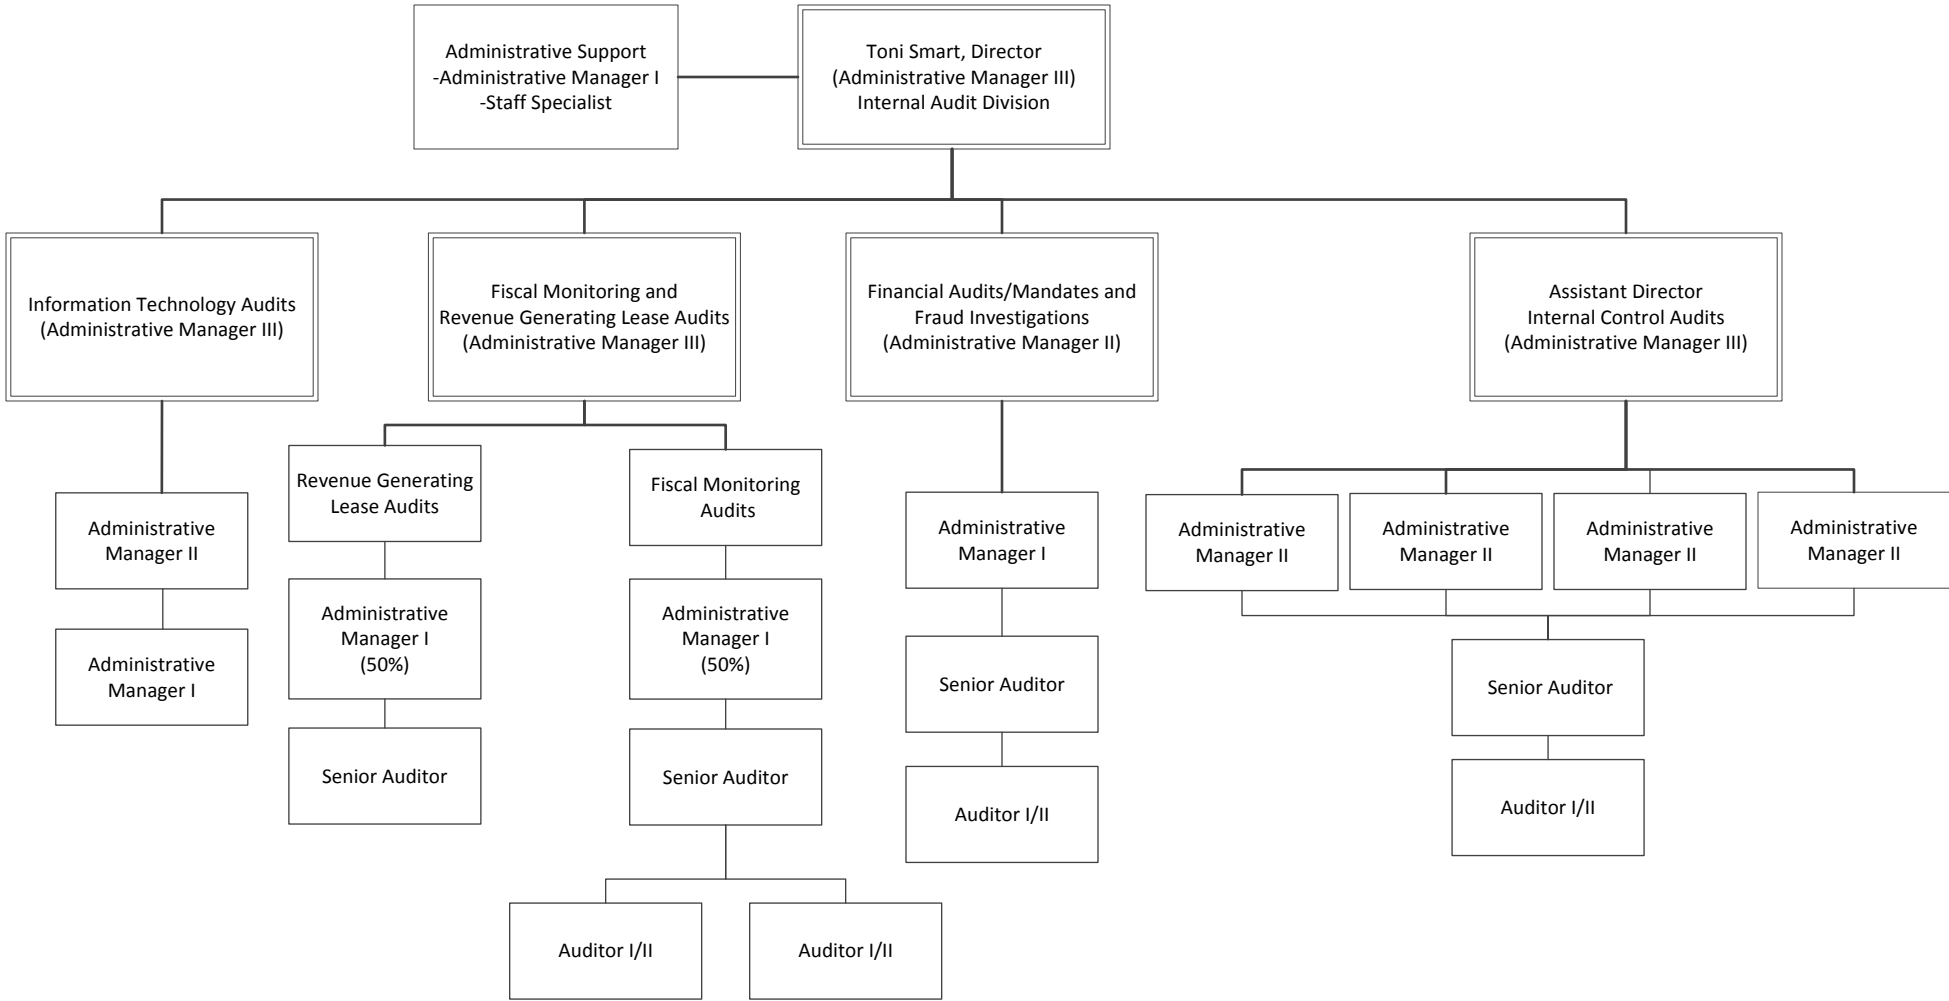 Administrative Support
-Administrative Manager I
-Staff Specialist
Toni Smart, Director
(Administrative Manager III)
Internal Audit Division
Information Technology Audits
(Administrative Manager III)
Fiscal Monitoring and
Revenue Generating Lease Audits
(Administrative Manager III)
Financial Audits/Mandates and
Fraud Investigations
(Administrative Manager II)
Assistant Director
Internal Control Audits
(Administrative Manager III)
Administrative
Manager II
Administrative
Manager I
Revenue Generating
Lease Audits
Administrative
Manager I
(50%)
Senior Auditor
Fiscal Monitoring
Audits
Administrative
Manager I
(50%)
Senior Auditor
Auditor I/II
Auditor I/II
Administrative
Manager I
Senior Auditor
Auditor I/II
Administrative
Manager II
Administrative
Manager II
Administrative
Manager II
Administrative
Manager II
Senior Auditor
Auditor I/II